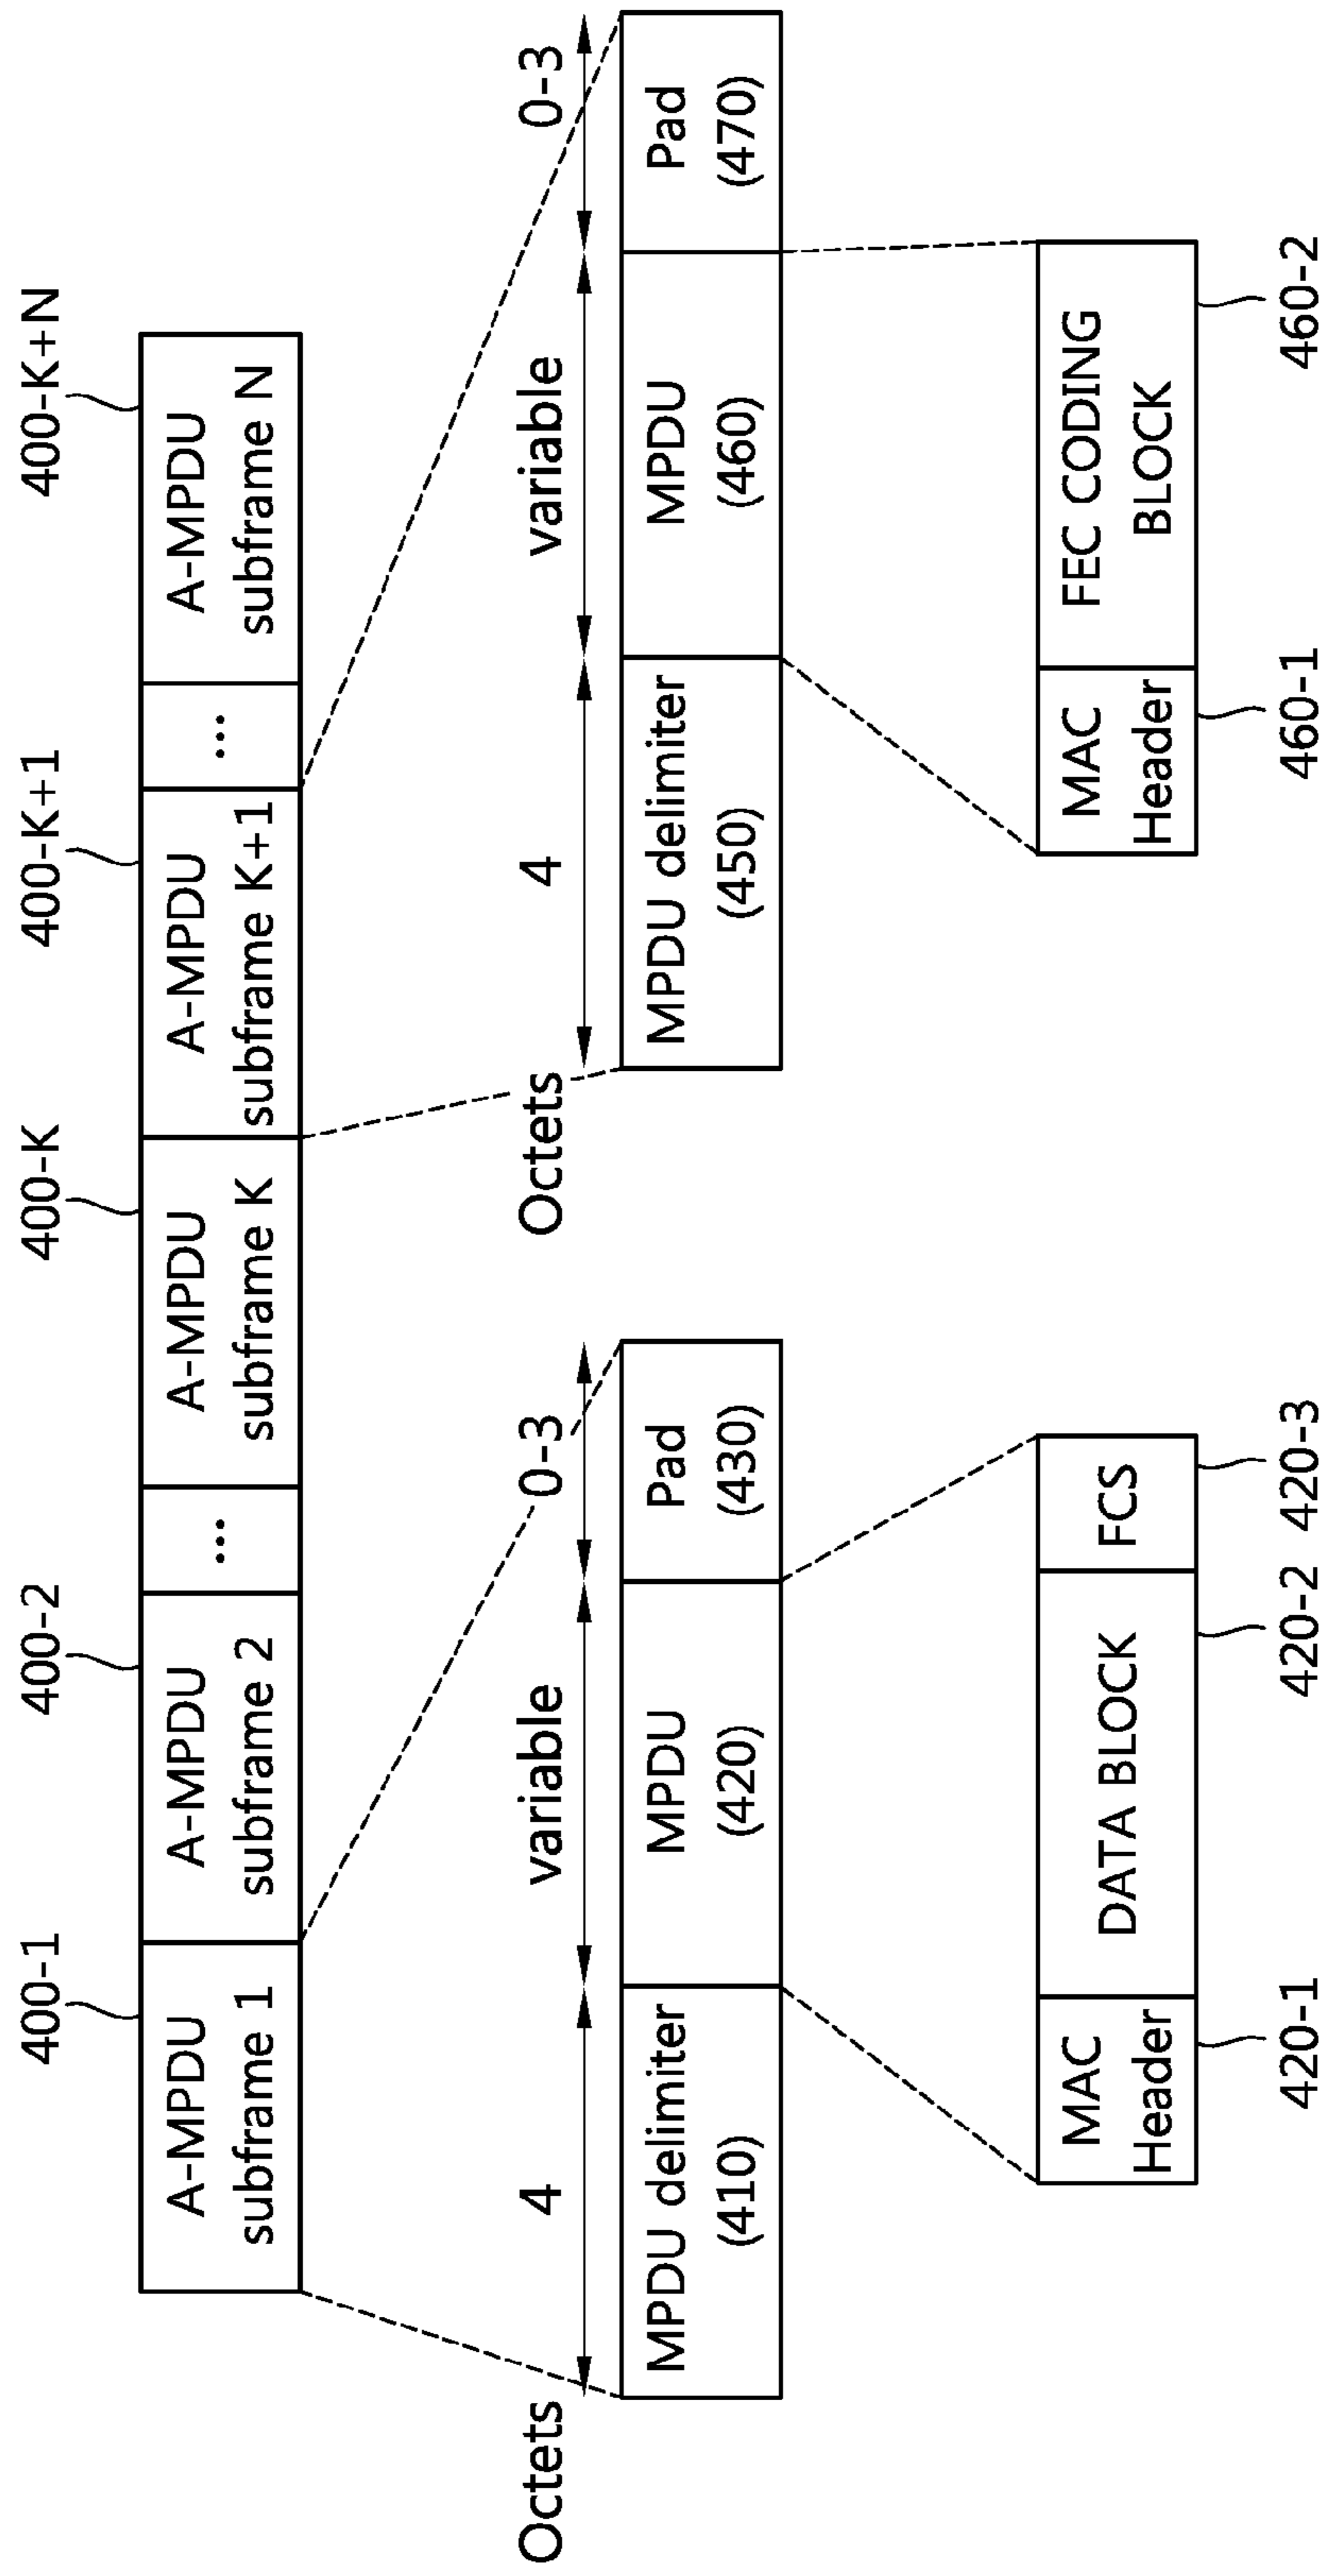 400-1
400-2
400-K
400-K+1
400-K+N
A-MPDU
subframe 1
A-MPDU
subframe 2
...
A-MPDU
subframe K
A-MPDU
subframe K+1
...
A-MPDU
subframe N
Octets
4
variable
0-3
MPDU delimiter
(410)
MPDU
(420)
Pad
(430)
Octets
4
variable
0-3
MPDU delimiter
(450)
MPDU
(460)
Pad
(470)
MAC
Header
DATA BLOCK
FCS
420-1
420-2
420-3
MAC
Header
FEC CODING
BLOCK
460-1
460-2